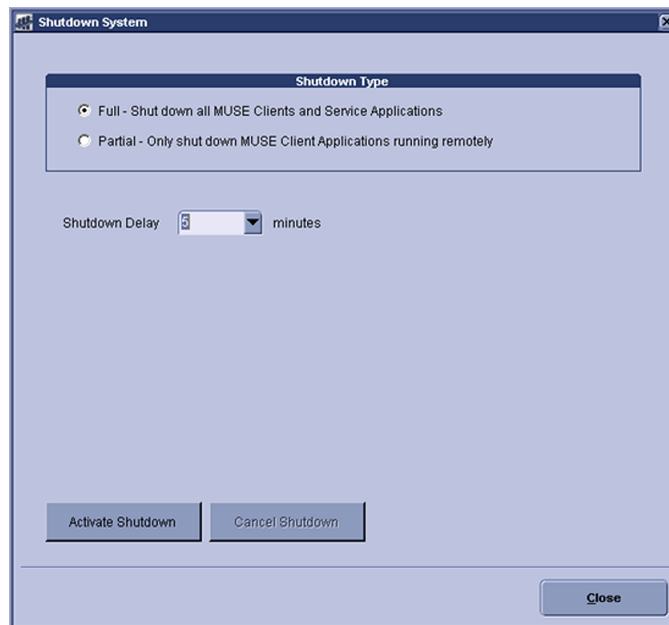 Shutdown System
Shutdown Type
Full - Shut down all MUSE Clients and Service Applications
Partial - Only shut down MUSE Client Applications running remotely
Shutdown Delay 5 minutes
Activate Shutdown Cancel Shutdown
Close